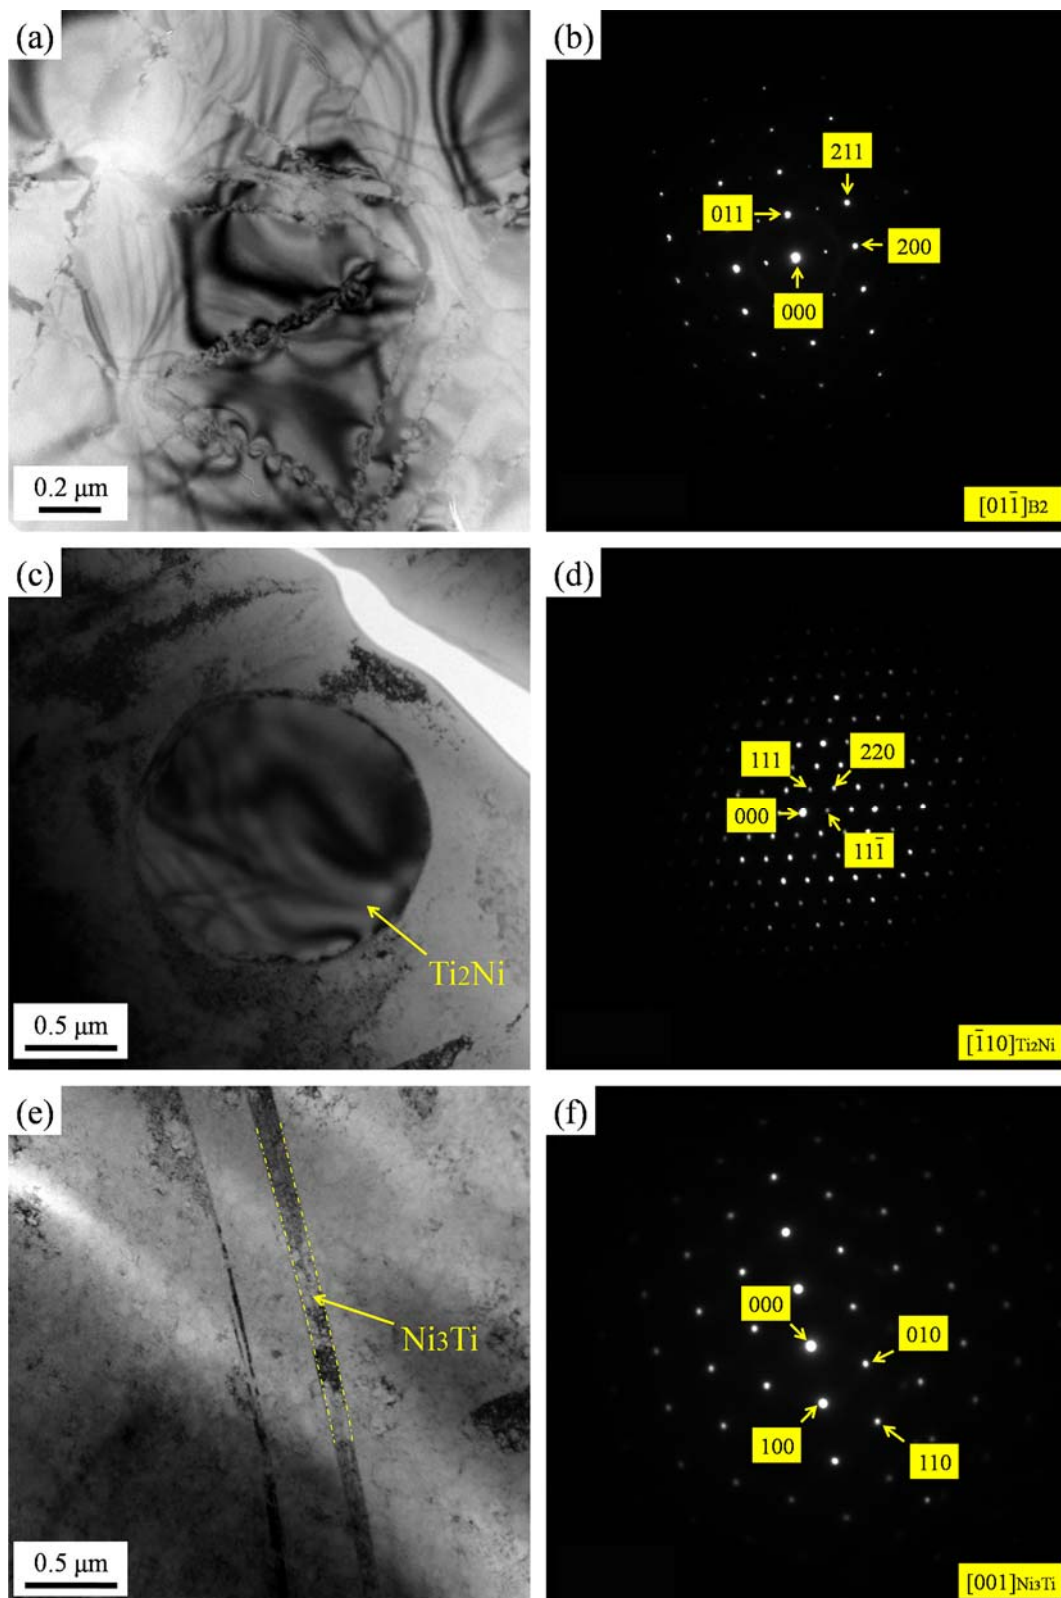 (a)
0.2 μm
(b)
211
011
200
000
[011̄]B2
(c)
Ti2Ni
0.5 μm
(d)
111
220
000
111̄
[1̄10]Ti2Ni
(e)
Ni3Ti
0.5 μm
(f)
000
010
100
110
[001]Ni3Ti